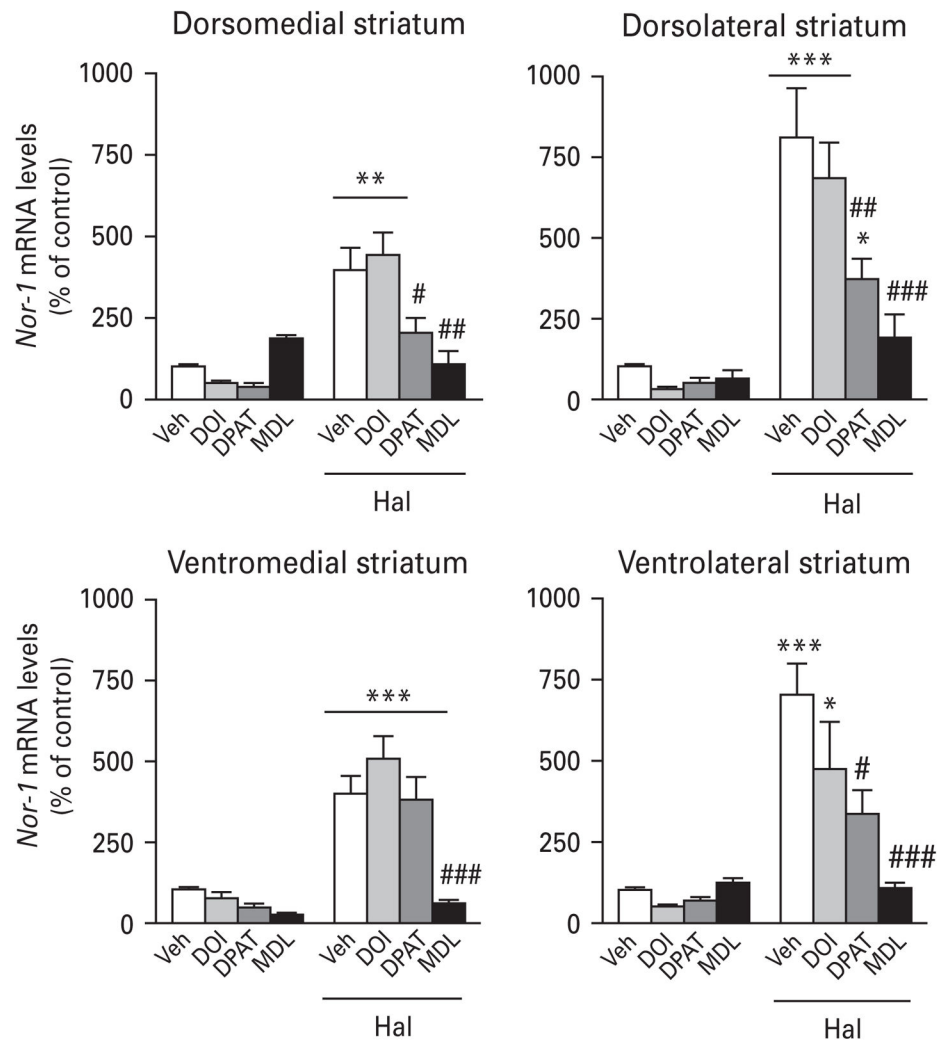 Dorsomedial striatum
Nor-1 mRNA levels
(% of control)
1000
750
500
250
0
**
#
##
Veh DOI DPAT MDL Veh DOI DPAT MDL
Hal
Dorsolateral striatum
1000
750
500
250
0
***
##
*
###
Veh DOI DPAT MDL Veh DOI DPAT MDL
Hal
Ventromedial striatum
Nor-1 mRNA levels
(% of control)
1000
750
500
250
0
***
###
Veh DOI DPAT MDL Veh DOI DPAT MDL
Hal
Ventrolateral striatum
1000
750
500
250
0
***
*
#
###
Veh DOI DPAT MDL Veh DOI DPAT MDL
Hal